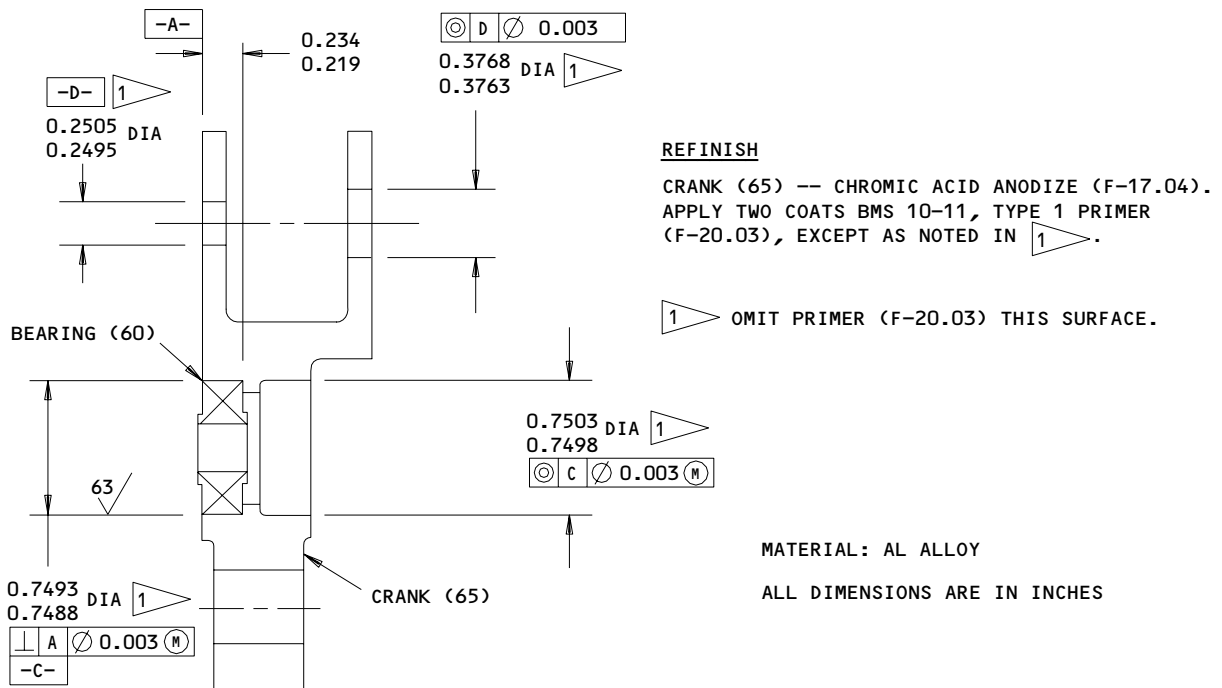 -A-
0.234
0.219
⌾ D ∅ 0.003
0.3768 DIA 1
0.3763
-D- 1
0.2505 DIA
0.2495
REFINISH
CRANK (65) -- CHROMIC ACID ANODIZE (F-17.04).
APPLY TWO COATS BMS 10-11, TYPE 1 PRIMER
(F-20.03), EXCEPT AS NOTED IN 1.
1 OMIT PRIMER (F-20.03) THIS SURFACE.
BEARING (60)
0.7503 DIA 1
0.7498
⌾ C ∅ 0.003 Ⓜ
63
0.7493 DIA 1
0.7488
⊥ A ∅ 0.003 Ⓜ
-C-
CRANK (65)
MATERIAL: AL ALLOY
ALL DIMENSIONS ARE IN INCHES